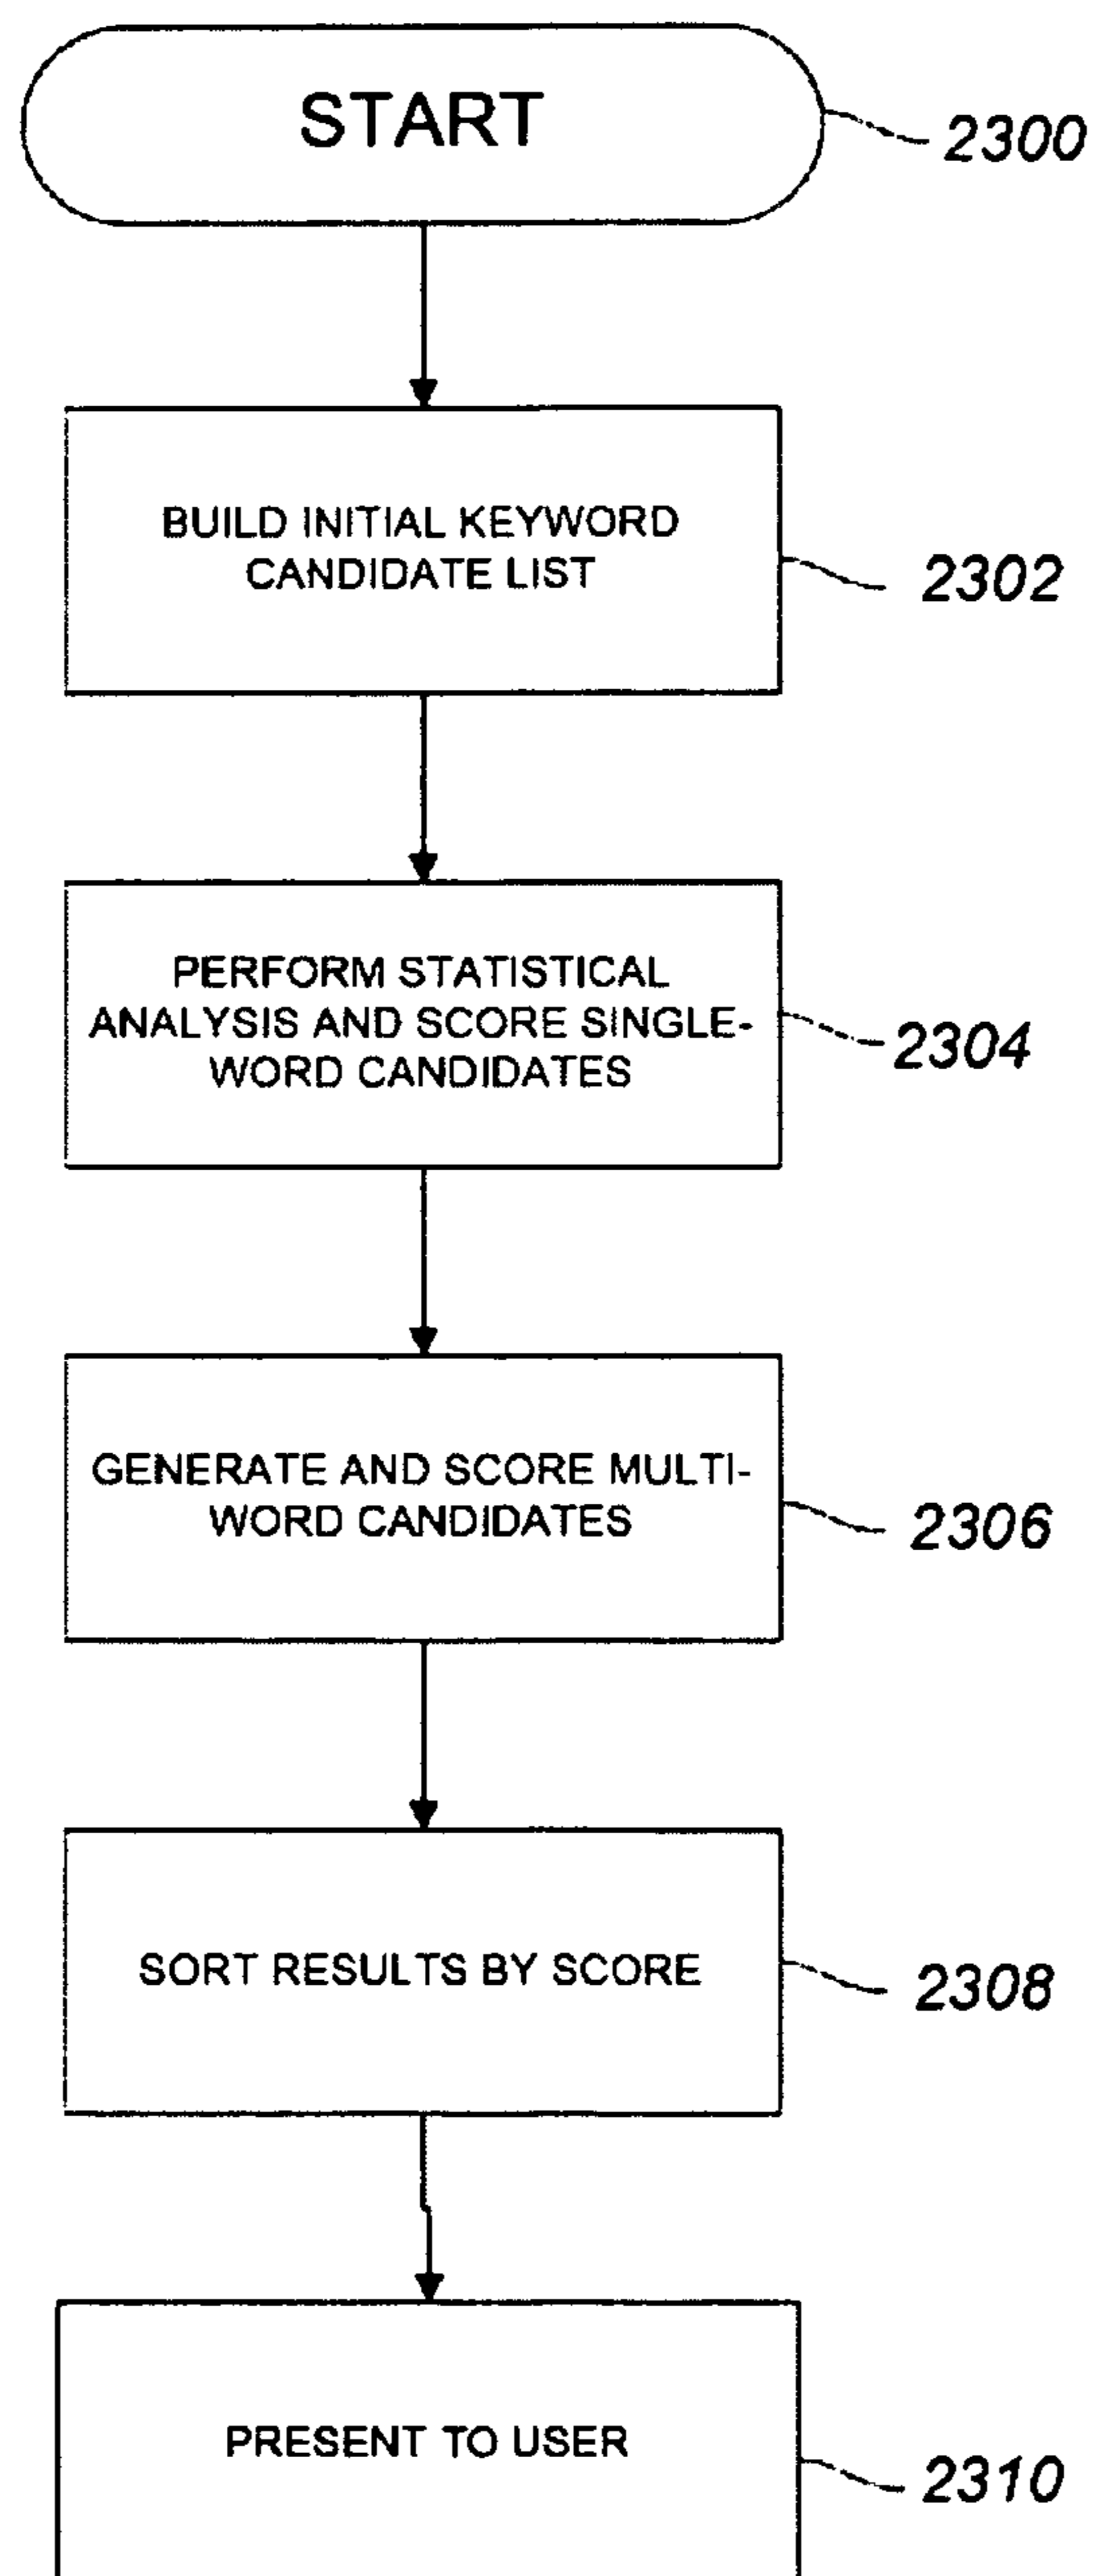 START
2300
BUILD INITIAL KEYWORD
CANDIDATE LIST
2302
PERFORM STATISTICAL
ANALYSIS AND SCORE SINGLE-
WORD CANDIDATES
2304
GENERATE AND SCORE MULTI-
WORD CANDIDATES
2306
SORT RESULTS BY SCORE
2308
PRESENT TO USER
2310